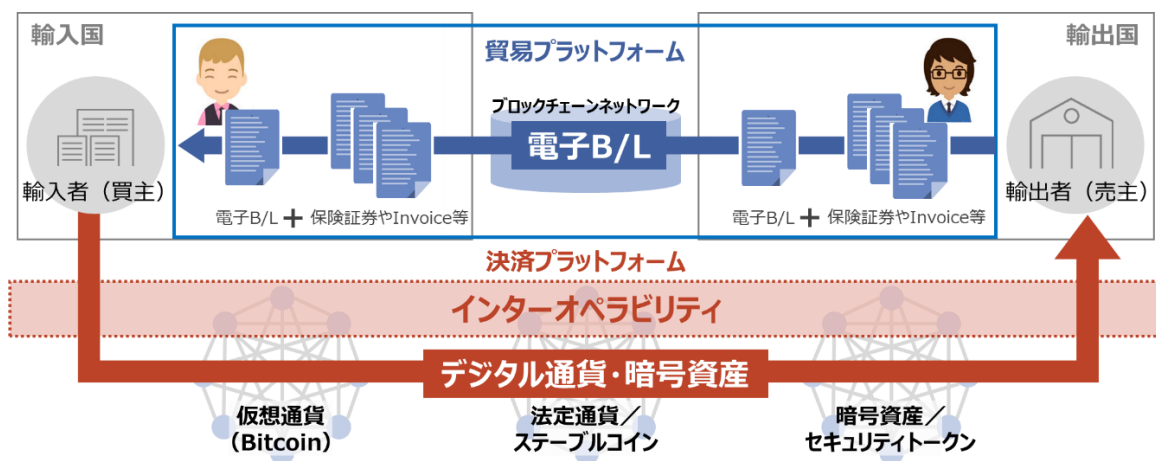 輸入国
貿易プラットフォーム
輸出国
ブロックチェーンネットワーク
電子B/L
輸入者（買主）
輸出者（売主）
電子B/L + 保険証券やInvoice等
電子B/L + 保険証券やInvoice等
決済プラットフォーム
インターオペラビリティ
デジタル通貨・暗号資産
仮想通貨
（Bitcoin）
法定通貨／
ステーブルコイン
暗号資産／
セキュリティトークン